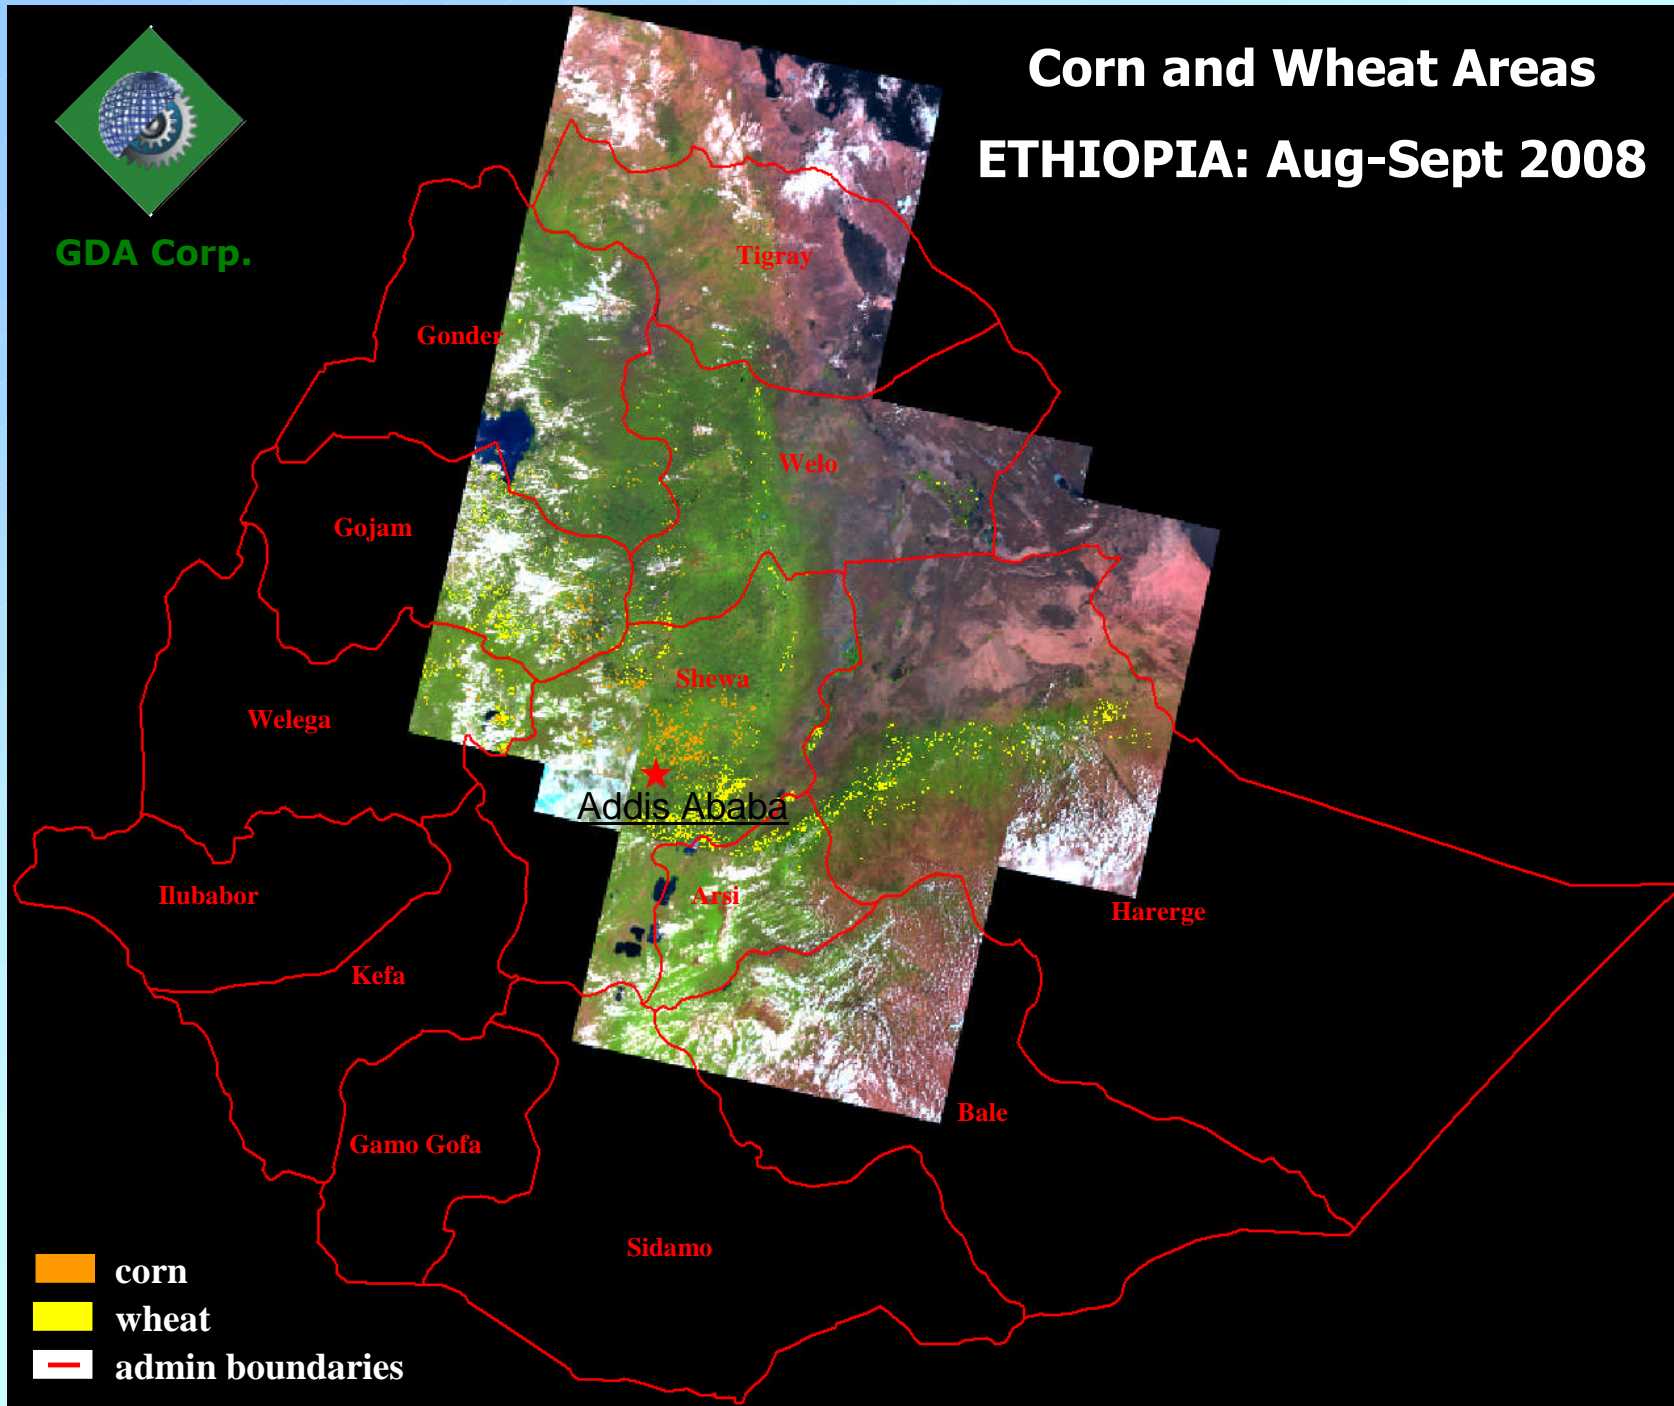 Corn and Wheat Areas
ETHIOPIA: Aug-Sept 2008
GDA Corp.
Tigray
Gonder
Welo
Gojam
Shewa
Welega
Addis Ababa
Arsi
Ilubabor
Harerge
Kefa
Bale
Gamo Gofa
Sidamo
corn
wheat
admin boundaries